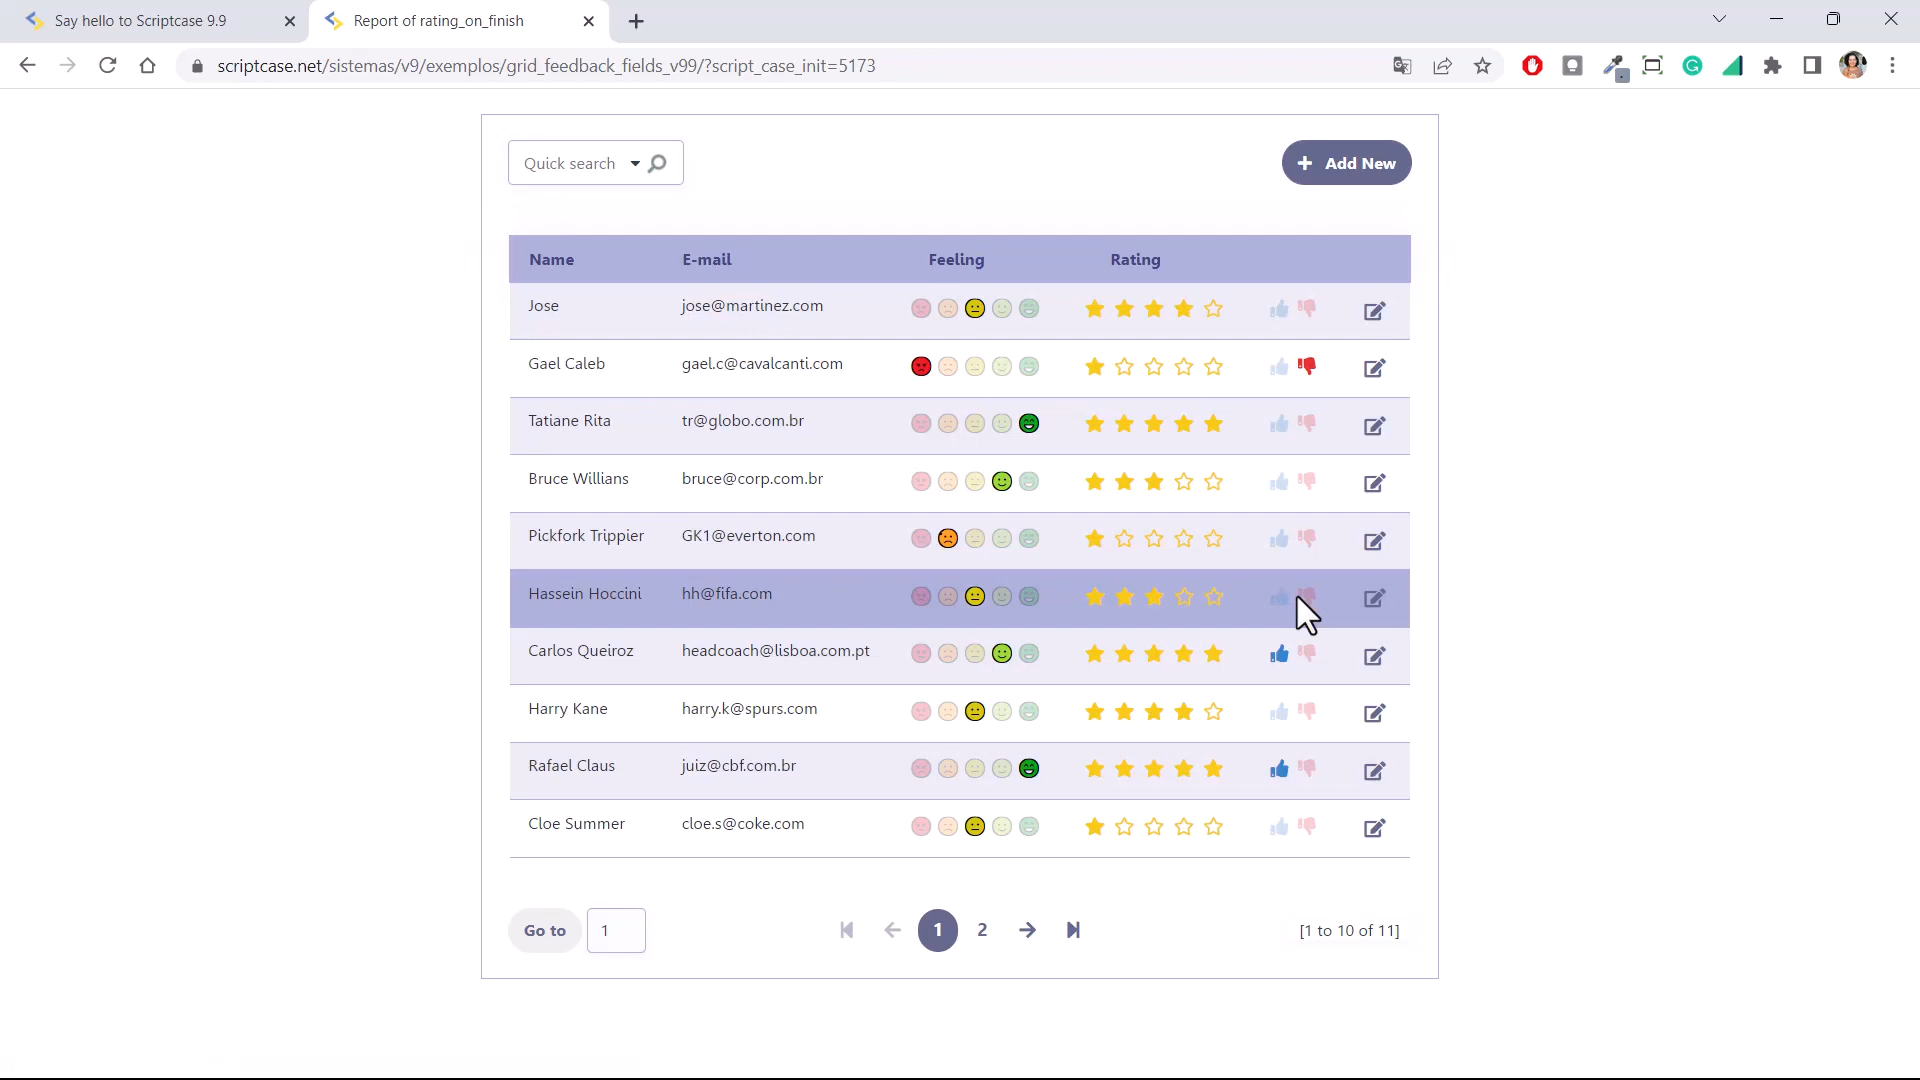 Say hello to Scriptcase 9.9
Report of rating_on_finish
scriptcase.net/sistemas/v9/exemplos/grid_feedback_fields_v99/?script_case_init=5173
Quick search
Add New
Name E-mail Feeling Rating
Jose jose@martinez.com
Gael Caleb gael.c@cavalcanti.com
Tatiane Rita tr@globo.com.br
Bruce Willians bruce@corp.com.br
Pickfork Trippier GK1@everton.com
Hassein Hoccini hh@fifa.com
Carlos Queiroz headcoach@lisboa.com.pt
Harry Kane harry.k@spurs.com
Rafael Claus juiz@cbf.com.br
Cloe Summer cloe.s@coke.com
Go to 1 1 2 [1 to 10 of 11]